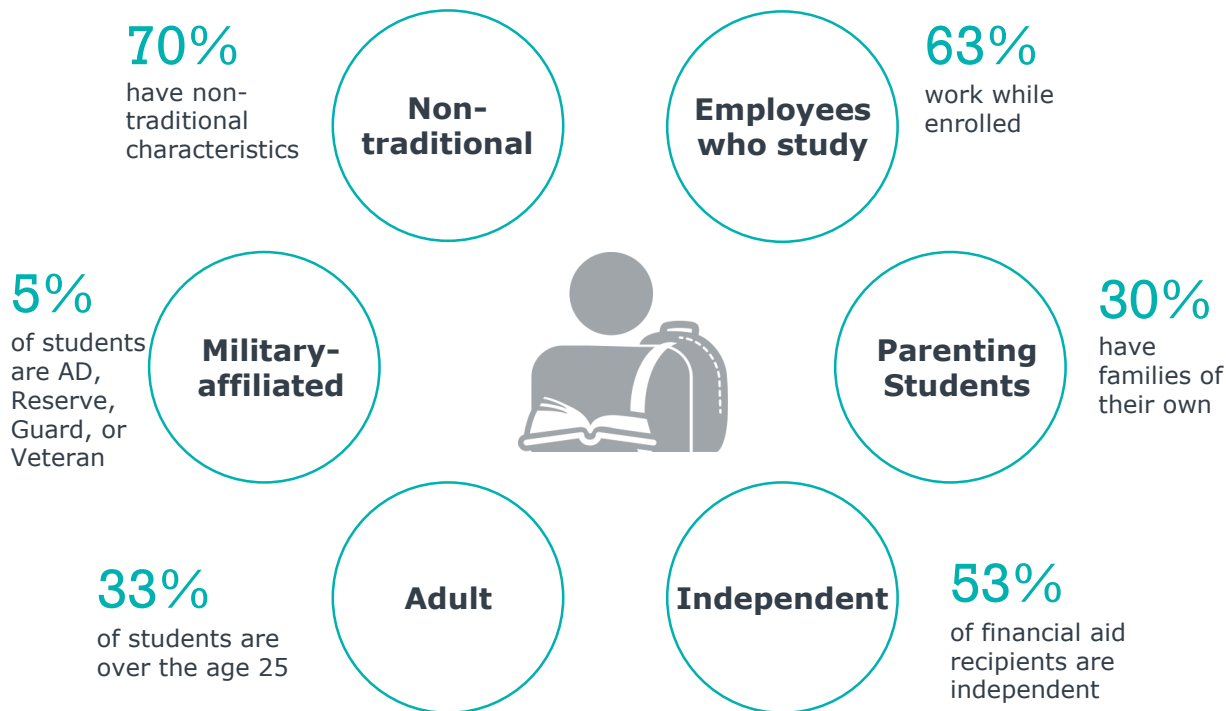 70%
have non-
traditional
characteristics
Non-
traditional
Employees
who study
63%
work while
enrolled
5%
of students
are AD,
Reserve,
Guard, or
Veteran
Military-
affiliated
Parenting
Students
30%
have
families of
their own
33%
of students are
over the age 25
Adult
Independent
53%
of financial aid
recipients are
independent